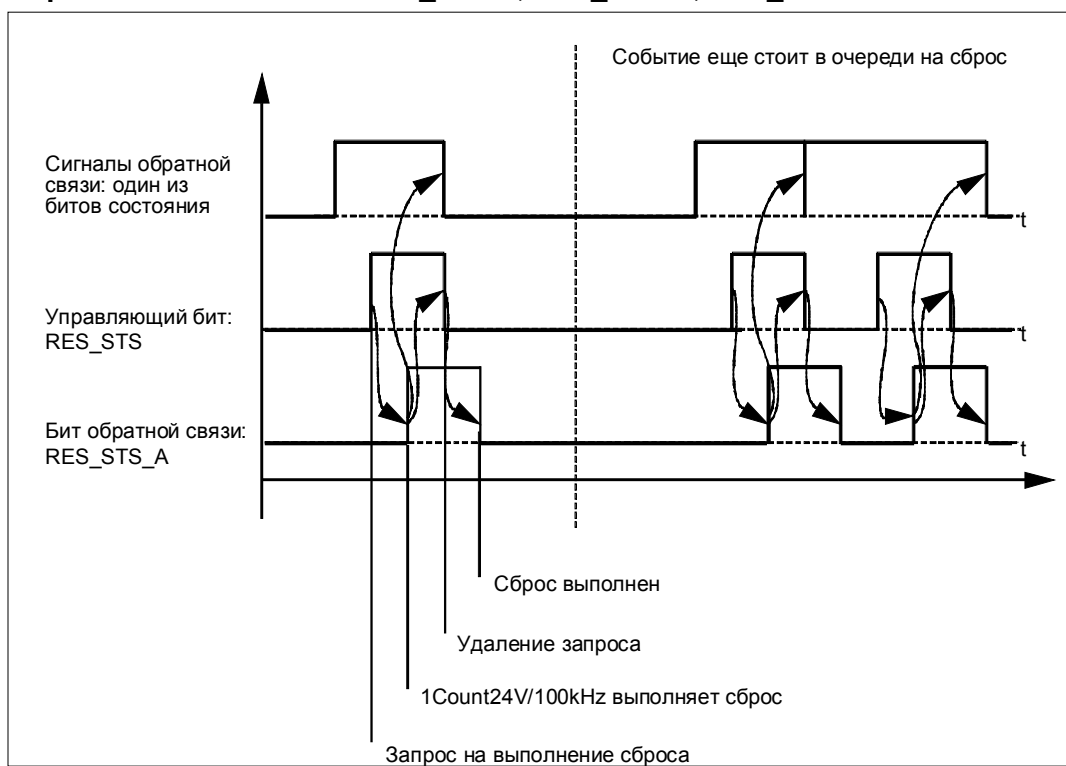 Событие еще стоит в очереди на сброс
Сигналы обратной
связи: один из
битов состояния
t
Управляющий бит:
RES_STS
t
Бит обратной связи:
RES_STS_A
t
Сброс выполнен
Удаление запроса
1Count24V/100kHz выполняет сброс
Запрос на выполнение сброса